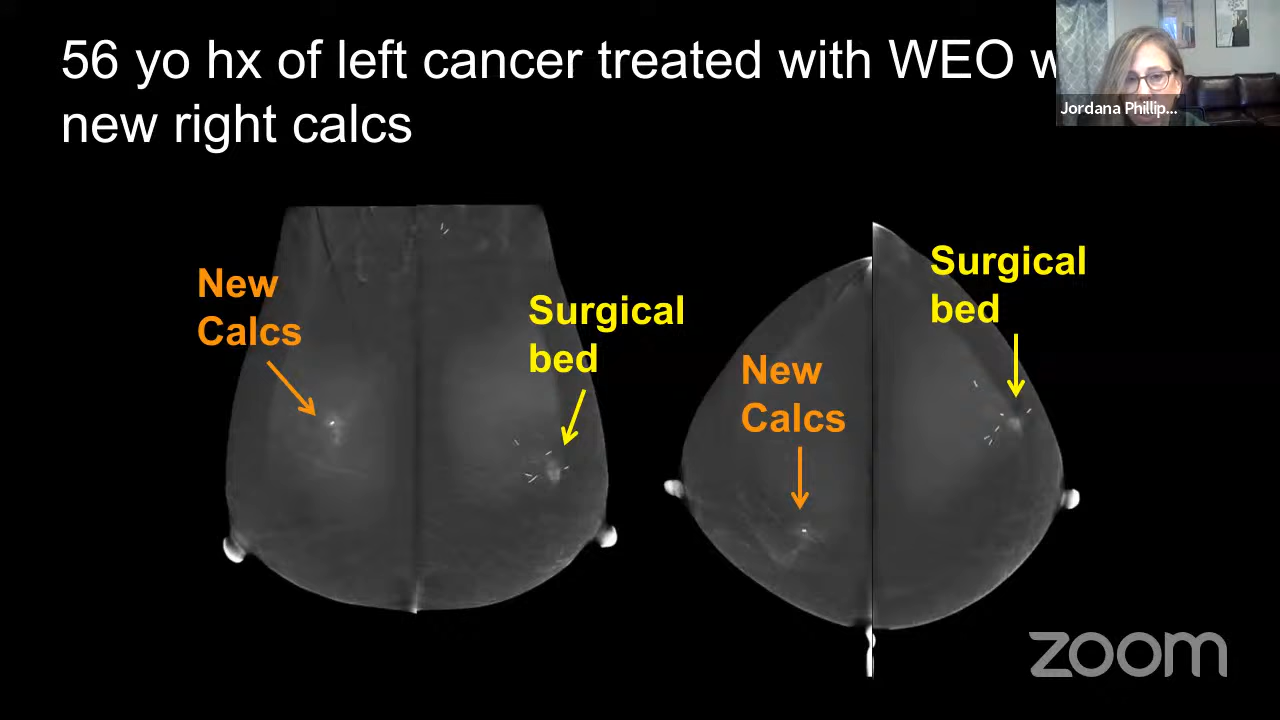 56 yo hx of left cancer treated with WEO
new right calcs
Jordana Phillip...
New
Calcs
Surgical
bed
New
Calcs
Surgical
bed
zoom